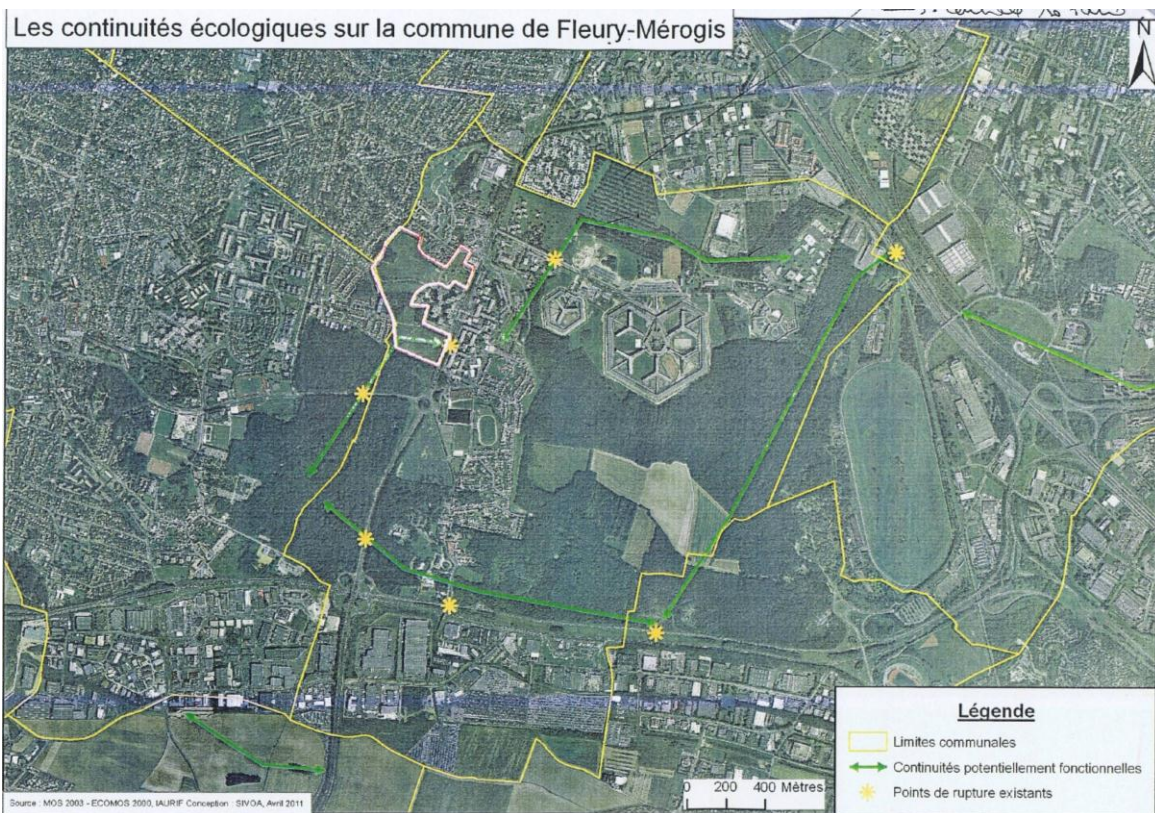 Les continuités écologiques sur la commune de Fleury-Mérogis
N
Légende
Limites communales
Continuités potentiellement fonctionnelles
Points de rupture existants
0 200 400 Mètres
Source : MOS 2003 - ECOMOS 2000, IAURIF Conception : SIVOA, Avril 2011